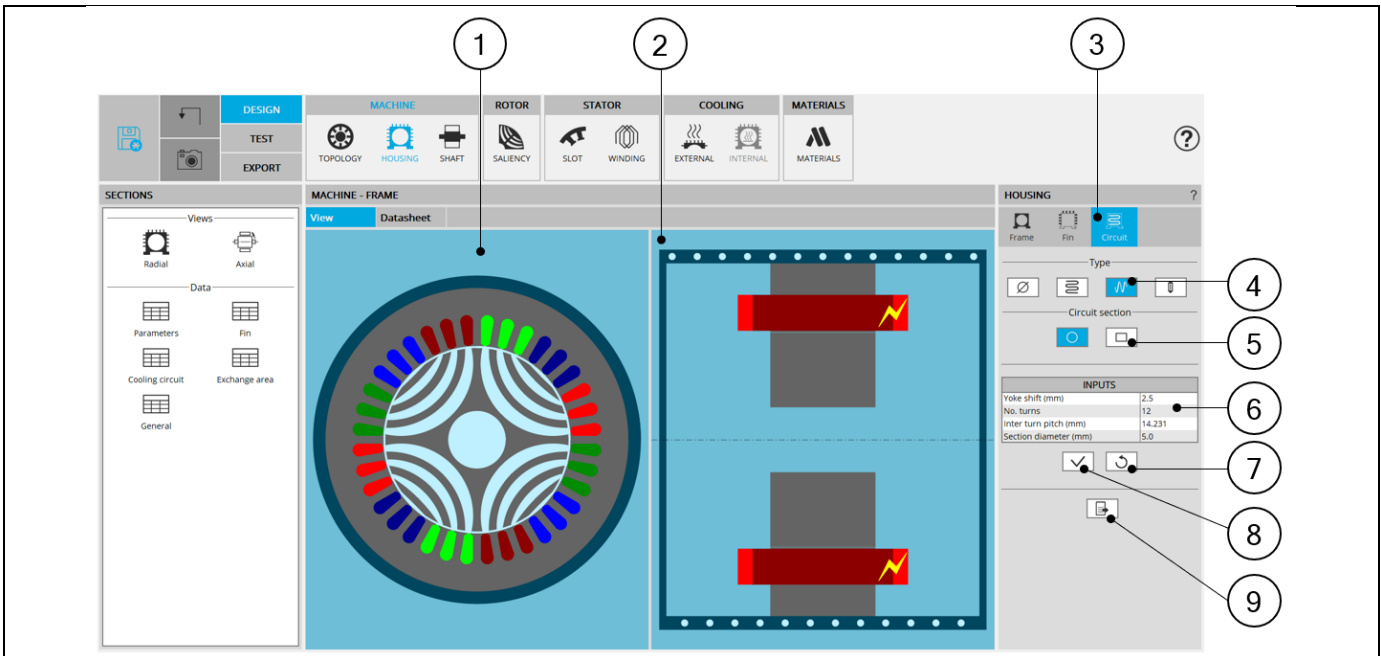 1
2
3
DESIGN
TEST
EXPORT
MACHINE
ROTOR
STATOR
COOLING
MATERIALS
TOPOLOGY
HOUSING
SHAFT
SALIENCY
SLOT
WINDING
EXTERNAL
INTERNAL
MATERIALS
?
SECTIONS
Views
Radial
Axial
Data
Parameters
Fin
Cooling circuit
Exchange area
General
MACHINE - FRAME
View
Datasheet
HOUSING
?
Frame
Fin
Circuit
Type
4
Circuit section
5
INPUTS
Yoke shift (mm) 2.5
No. turns 12
Inter turn pitch (mm) 14.231
Section diameter (mm) 5.0
6
7
8
9